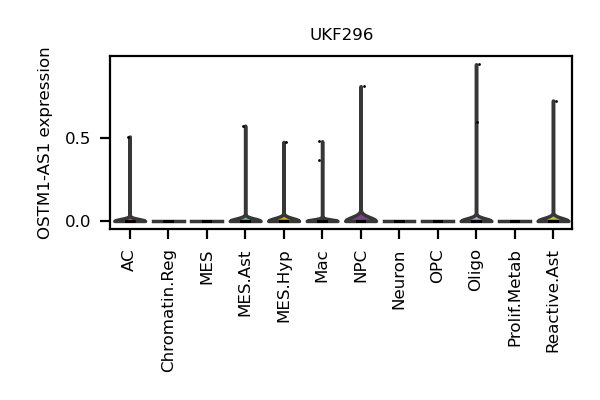 UKF296
OSTM1-AS1 expression
0.5
0.0
AC
Chromatin.Reg
MES
MES.Ast
MES.Hyp
Mac
NPC
Neuron
OPC
Oligo
Prolif.Metab
Reactive.Ast